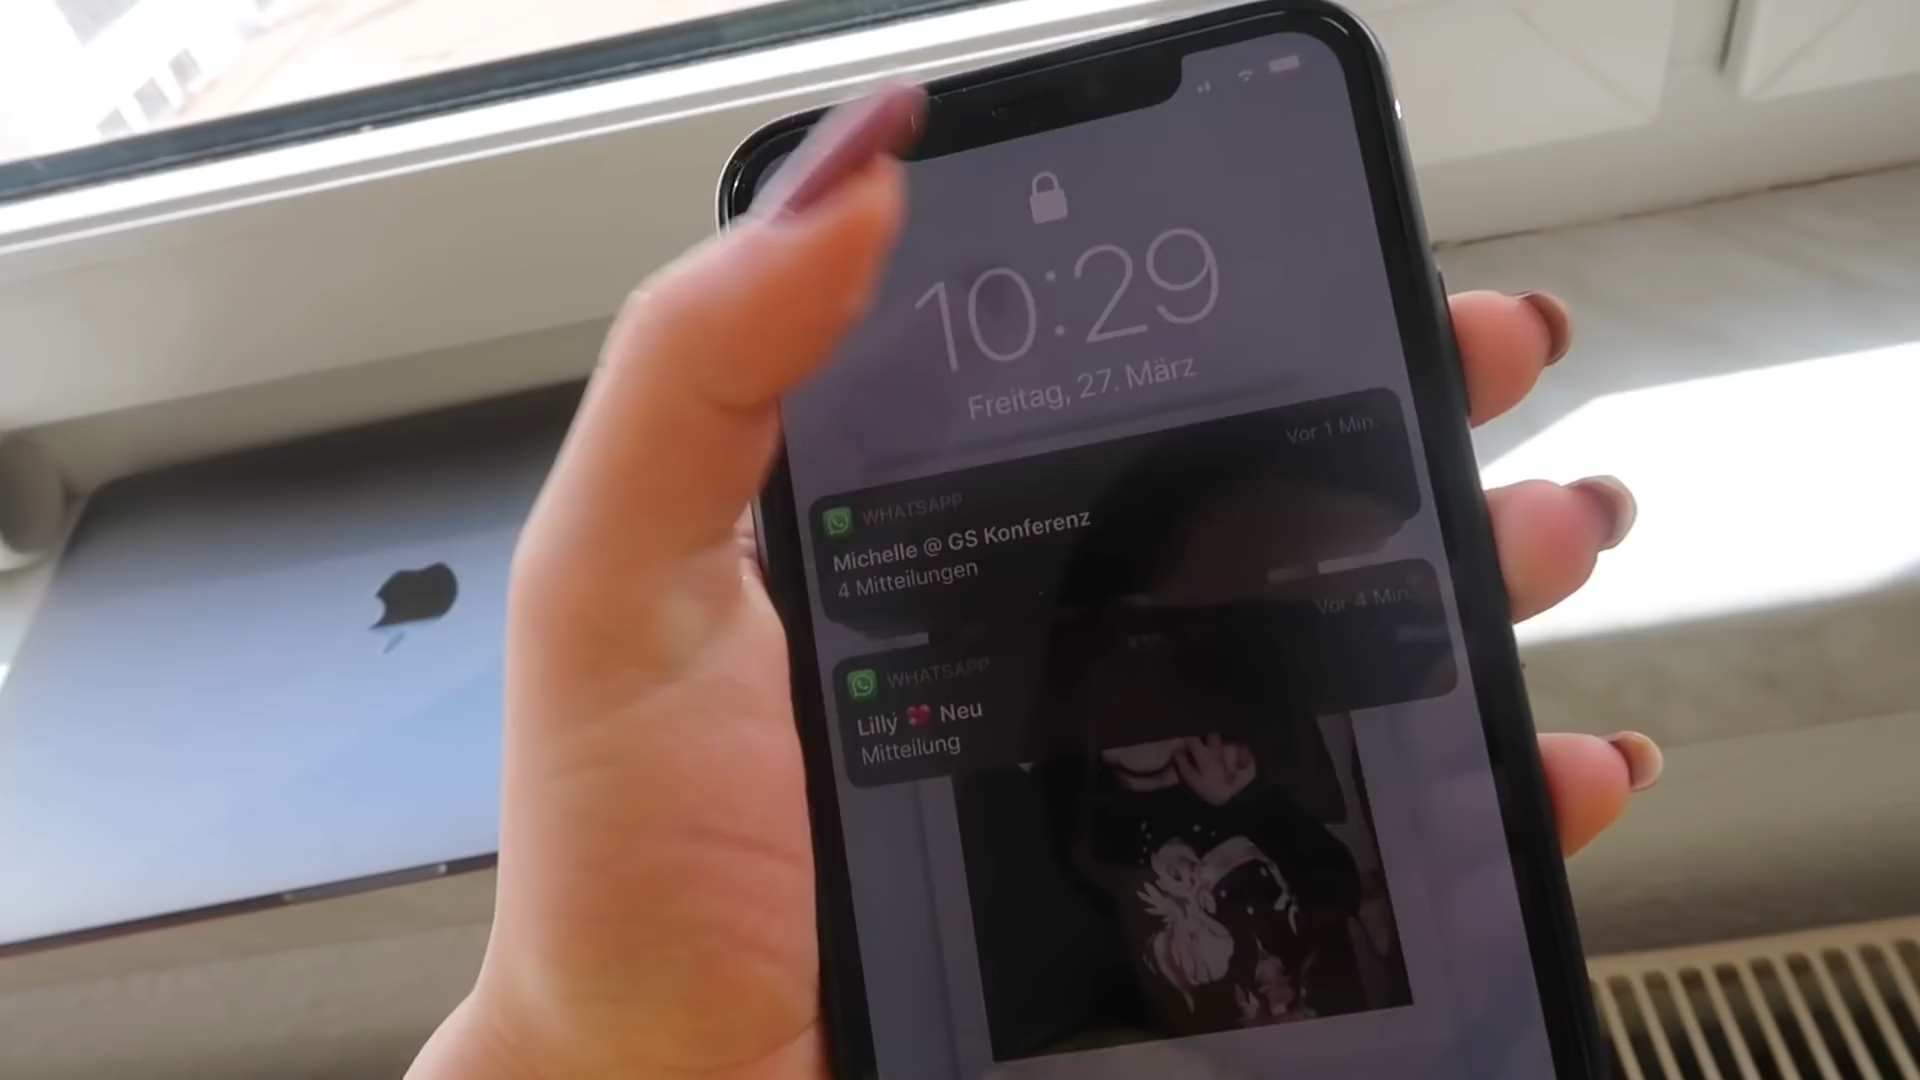 10:29
Freitag, 27. März
WHATSAPP
Vor 1 Min.
Michelle @ GS Konferenz
4 Mitteilungen
WHATSAPP
Vor 4 Min.
Lilly 💖 Neu
Mitteilung